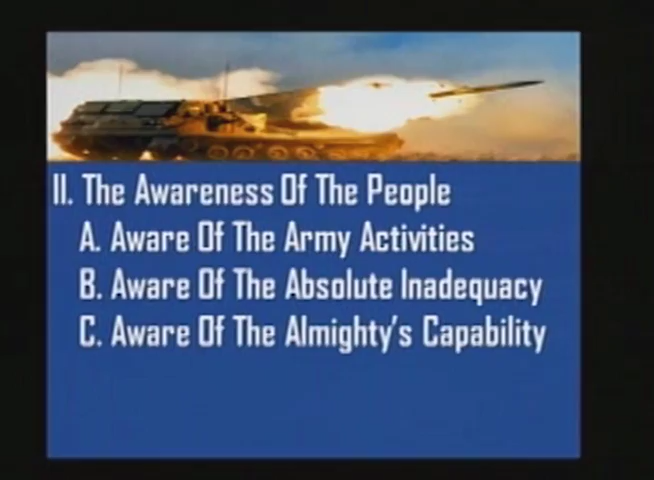 II. The Awareness Of The People
A. Aware Of The Army Activities
B. Aware Of The Absolute Inadequacy
C. Aware Of The Almighty's Capability